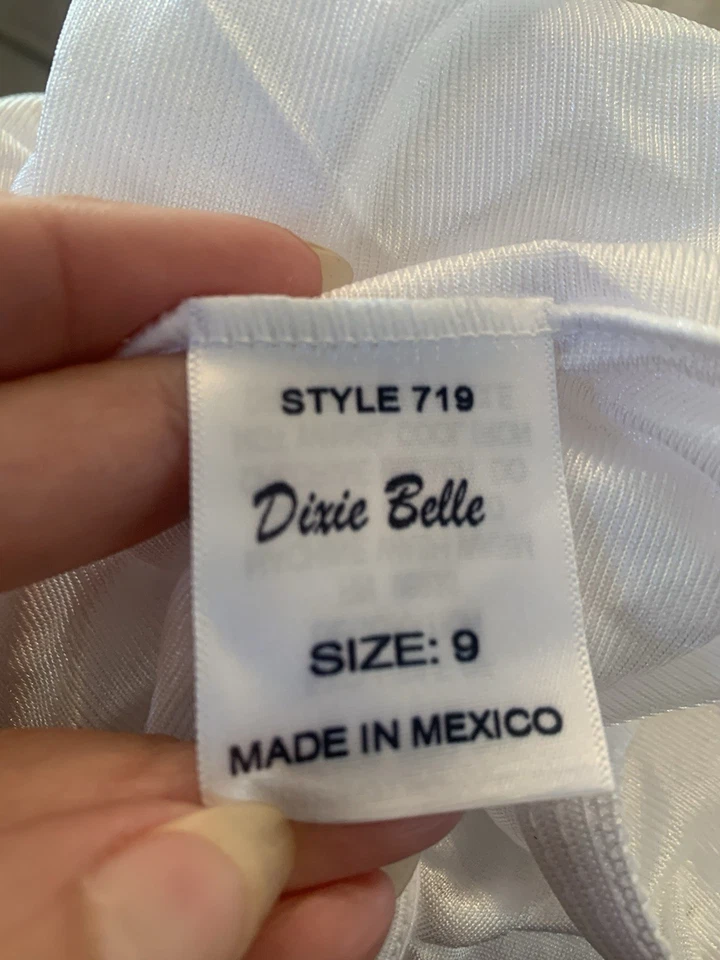 STYLE 719
Dixie Belle
SIZE: 9
MADE IN MEXICO